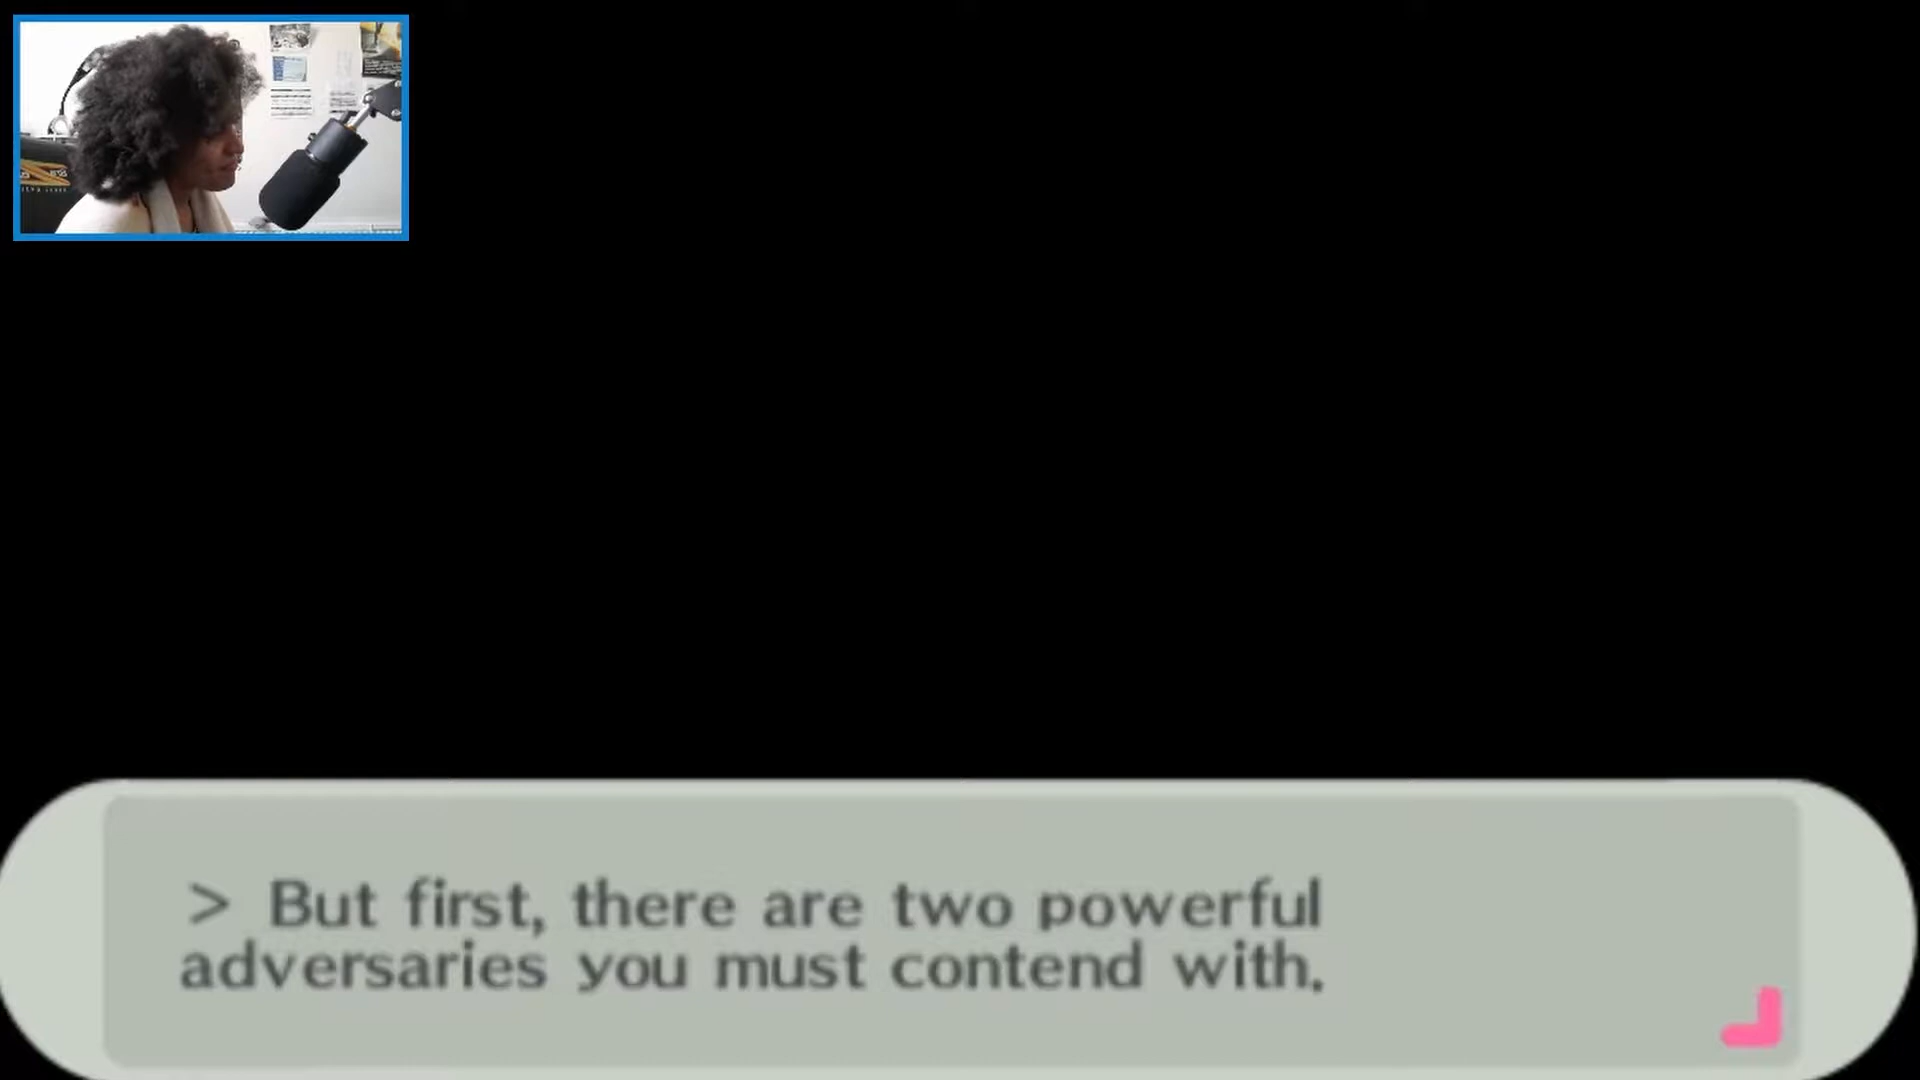 > But first, there are two powerful
adversaries you must contend with.